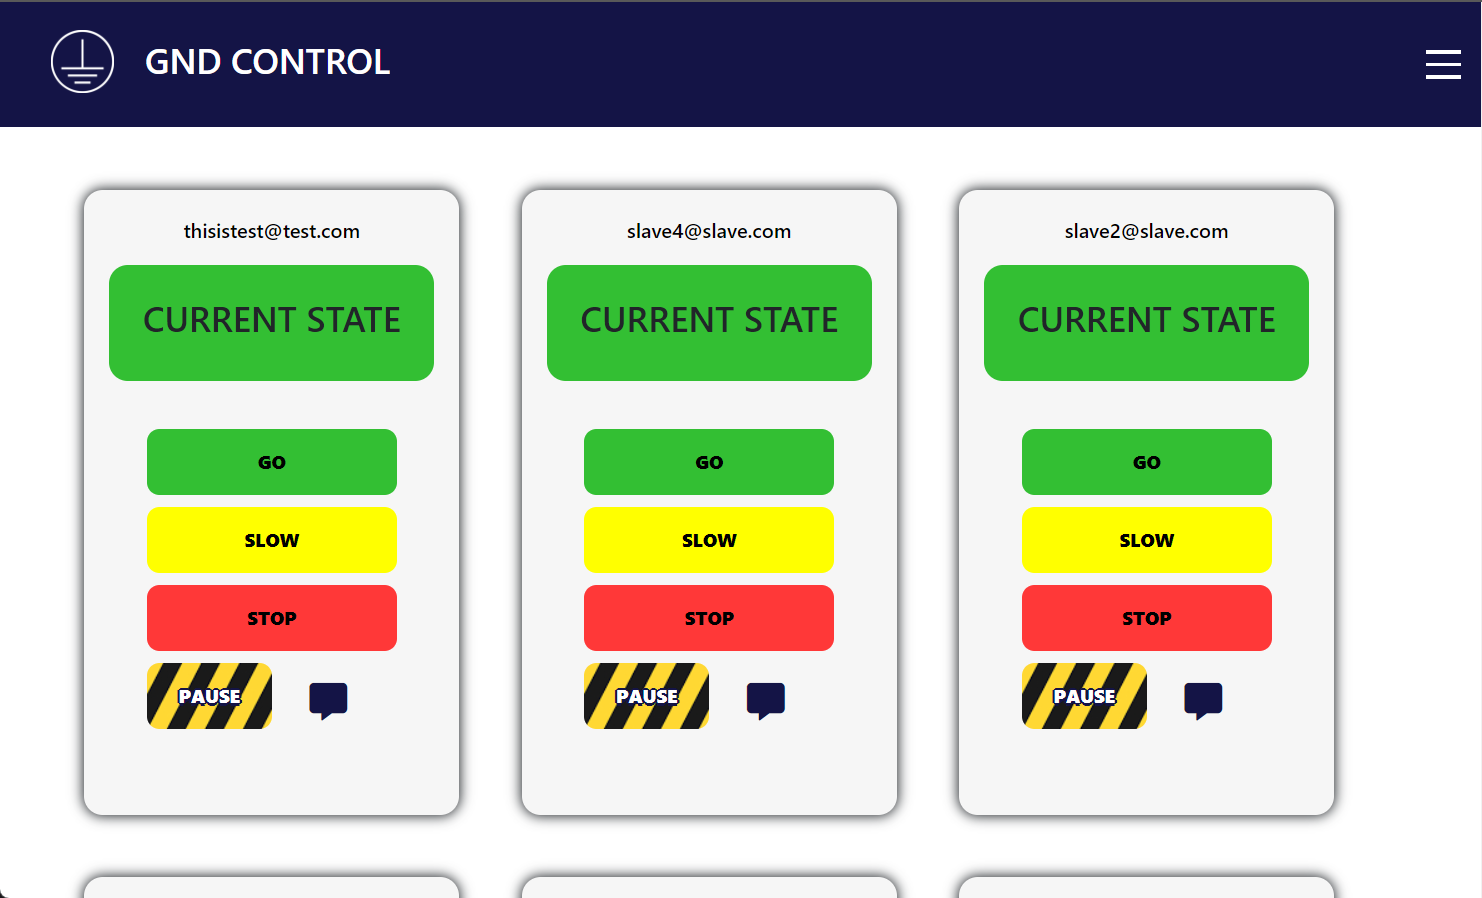 GND CONTROL
thisistest@test.com
CURRENT STATE
GO
SLOW
STOP
PAUSE
slave4@slave.com
CURRENT STATE
GO
SLOW
STOP
PAUSE
slave2@slave.com
CURRENT STATE
GO
SLOW
STOP
PAUSE